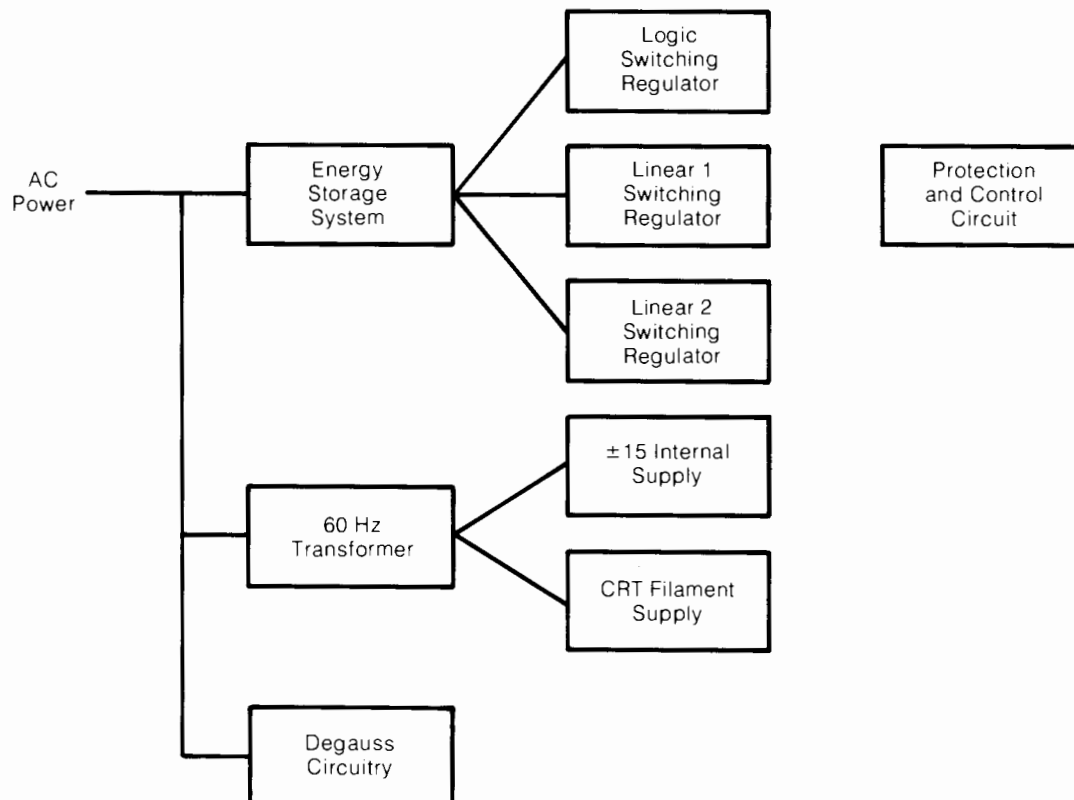 AC
Power
Energy
Storage
System
Logic
Switching
Regulator
Linear 1
Switching
Regulator
Linear 2
Switching
Regulator
Protection
and Control
Circuit
60 Hz
Transformer
±15 Internal
Supply
CRT Filament
Supply
Degauss
Circuitry